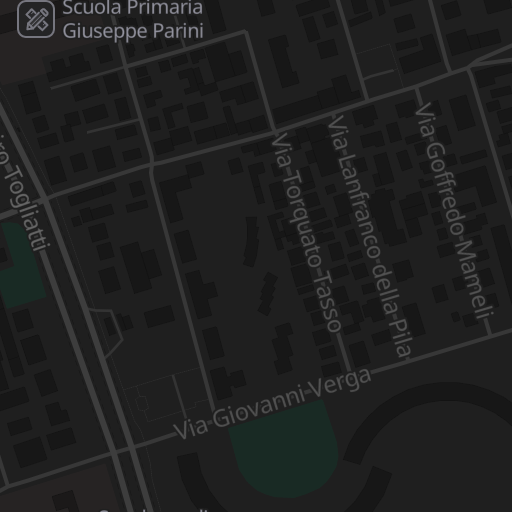 Scuola Primaria
Giuseppe Parini
Togliatti
Via Torquato Tasso
Via Lanfranco della Pila
Via Goffredo Mameli
Via Giovanni Verga